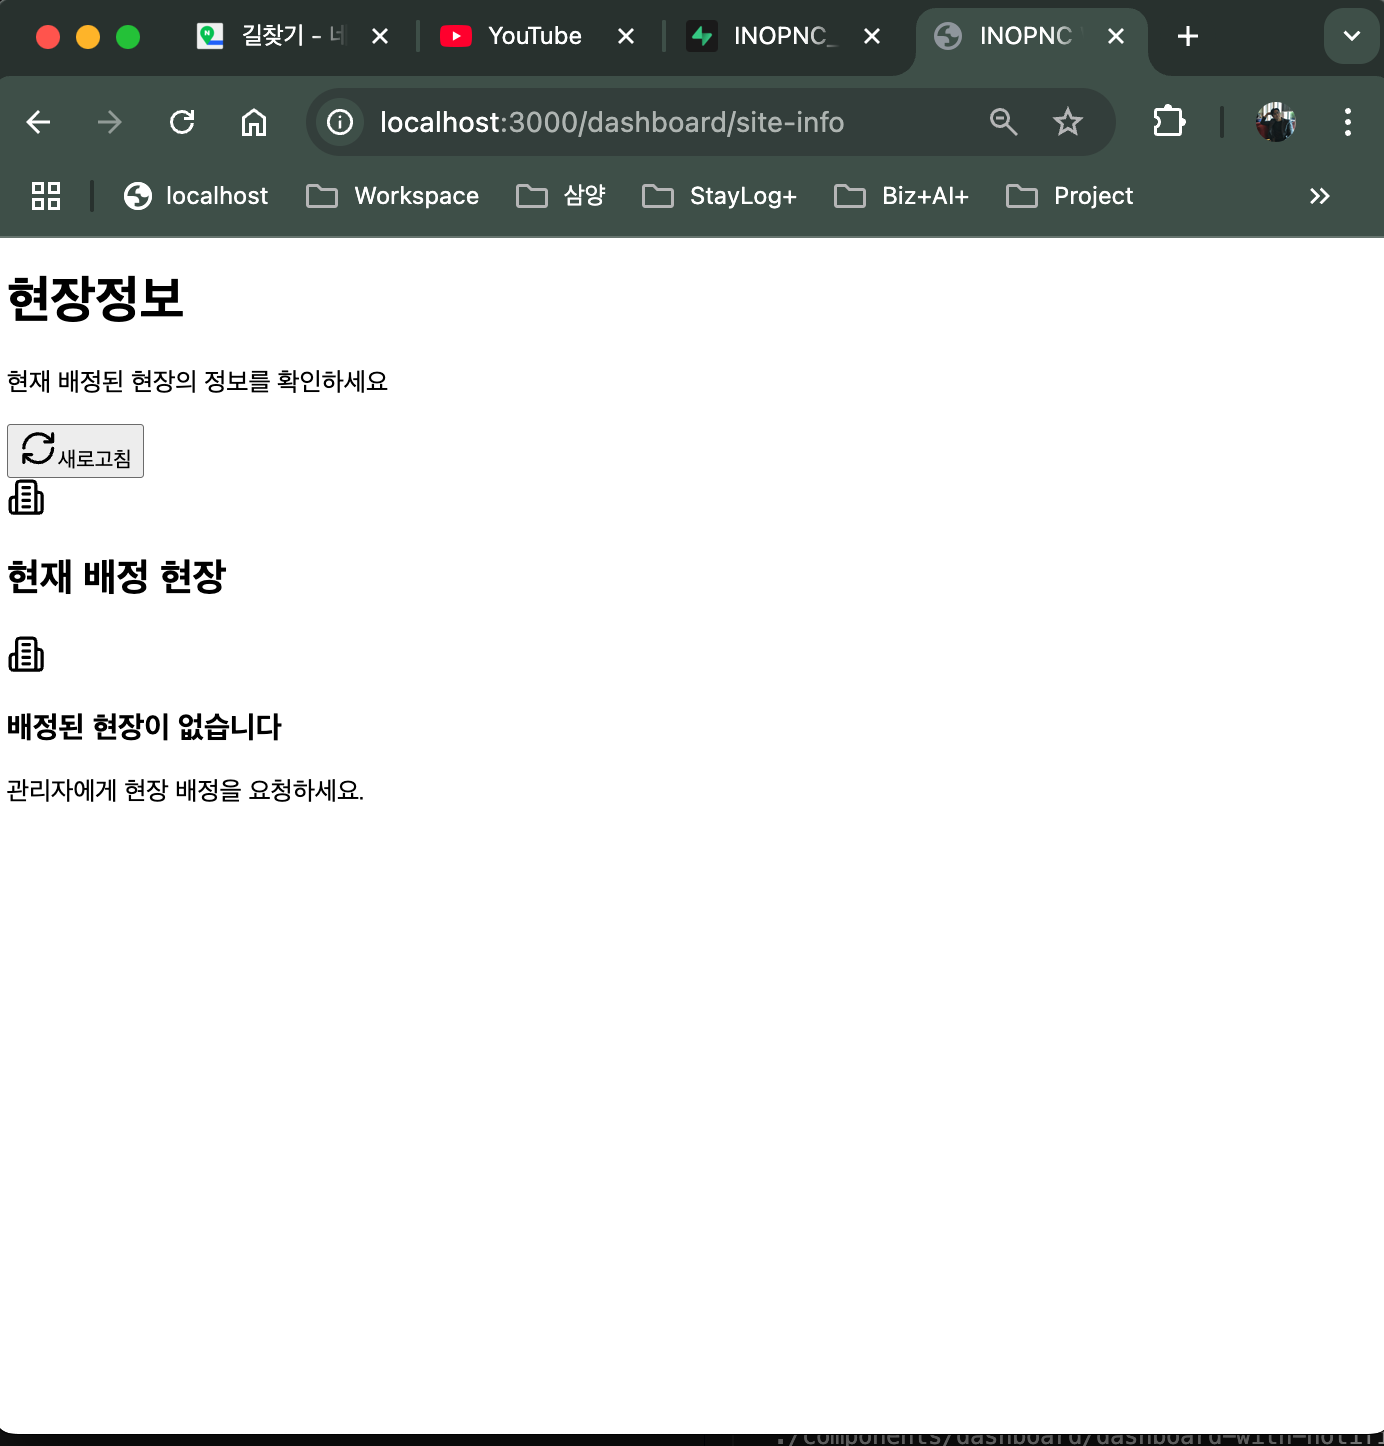 길찾기 - 네
YouTube
INOPNC_
INOPNC
localhost:3000/dashboard/site-info
localhost
Workspace
삼양
StayLog+
Biz+AI+
Project
현장정보
현재 배정된 현장의 정보를 확인하세요
새로고침
현재 배정 현장
배정된 현장이 없습니다
관리자에게 현장 배정을 요청하세요.
./components/dashboard/dashboard-with-notifi